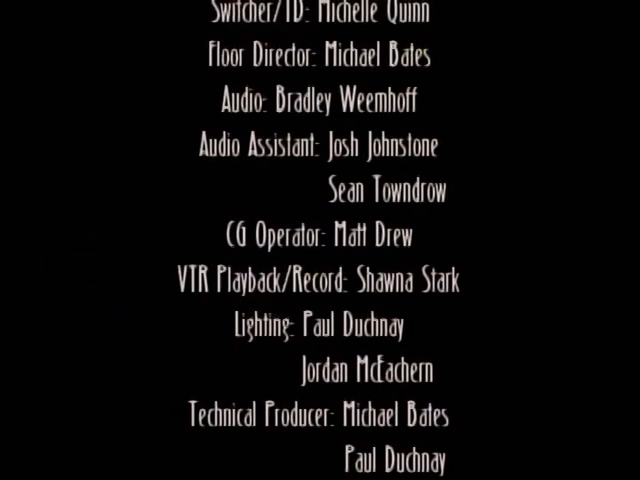 Switcher/TD: Michelle Quinn
Floor Director: Michael Bates
Audio: Bradley Weemhoff
Audio Assistant: Josh Johnstone
Sean Towndrow
CG Operator: Matt Drew
VTR Playback/Record: Shawna Stark
Lighting: Paul Duchnay
Jordan McEachern
Technical Producer: Michael Bates
Paul Duchnay